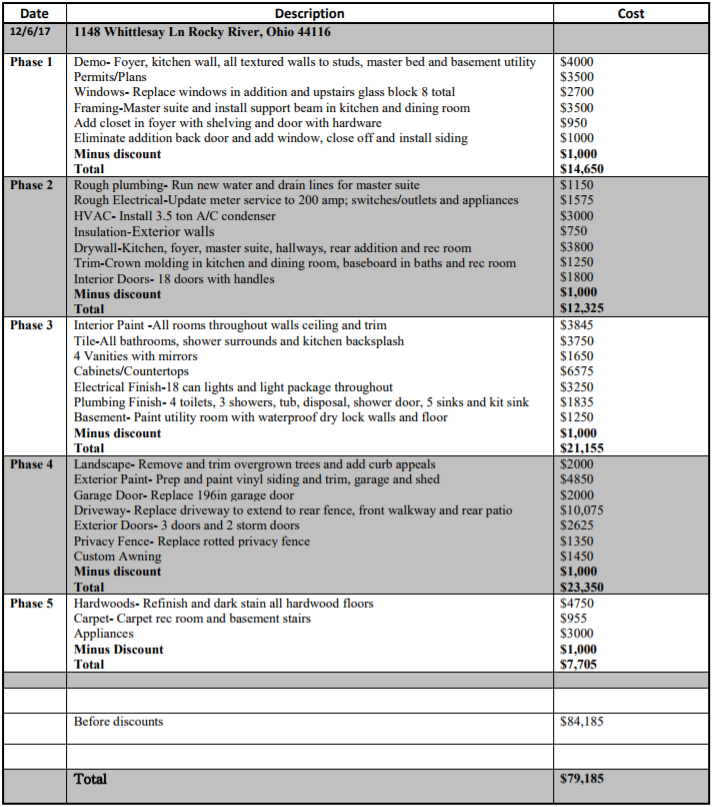 Date Description Cost
12/6/17 1148 Whittlesay Ln Rocky River, Ohio 44116
Phase 1 Demo- Foyer, kitchen wall, all textured walls to studs, master bed and basement utility $4000
Permits/Plans $3500
Windows- Replace windows in addition and upstairs glass block 8 total $2700
Framing-Master suite and install support beam in kitchen and dining room $3500
Add closet in foyer with shelving and door with hardware $950
Eliminate addition back door and add window, close off and install siding $1000
Minus discount $1,000
Total $14,650
Phase 2 Rough plumbing- Run new water and drain lines for master suite $1150
Rough Electrical-Update meter service to 200 amp; switches/outlets and appliances $1575
HVAC- Install 3.5 ton A/C condenser $3000
Insulation-Exterior walls $750
Drywall-Kitchen, foyer, master suite, hallways, rear addition and rec room $3800
Trim-Crown molding in kitchen and dining room, baseboard in baths and rec room $1250
Interior Doors- 18 doors with handles $1800
Minus discount $1,000
Total $12,325
Phase 3 Interior Paint -All rooms throughout walls ceiling and trim $3845
Tile-All bathrooms, shower surrounds and kitchen backsplash $3750
4 Vanities with mirrors $1650
Cabinets/Countertops $6575
Electrical Finish-18 can lights and light package throughout $3250
Plumbing Finish- 4 toilets, 3 showers, tub, disposal, shower door, 5 sinks and kit sink $1835
Basement- Paint utility room with waterproof dry lock walls and floor $1250
Minus discount $1,000
Total $21,155
Phase 4 Landscape- Remove and trim overgrown trees and add curb appeals $2000
Exterior Paint- Prep and paint vinyl siding and trim, garage and shed $4850
Garage Door- Replace 196in garage door $2000
Driveway- Replace driveway to extend to rear fence, front walkway and rear patio $10,075
Exterior Doors- 3 doors and 2 storm doors $2625
Privacy Fence- Replace rotted privacy fence $1350
Custom Awning $1450
Minus discount $1,000
Total $23,350
Phase 5 Hardwoods- Refinish and dark stain all hardwood floors $4750
Carpet- Carpet rec room and basement stairs $955
Appliances $3000
Minus Discount $1,000
Total $7,705
Before discounts $84,185
Total $79,185